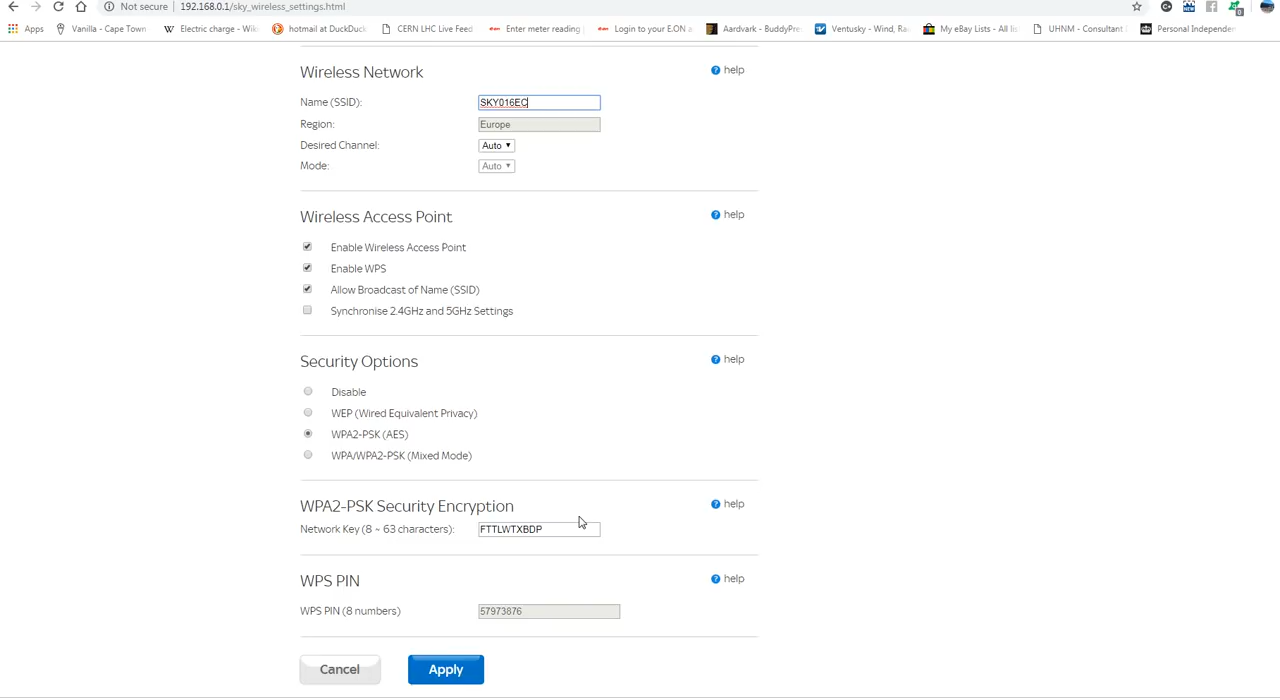 Not secure | 192.168.0.1/sky_wireless_settings.html
Apps Vanilla - Cape Town Electric charge - Wiki hotmail at DuckDuck CERN LHC Live Feed Enter meter reading Login to your E.ON a Aardvark - BuddyPre Ventusky - Wind, Ra My eBay Lists - All li UHNM - Consultant Personal Independen
Wireless Network help
Name (SSID): SKY016EC
Region: Europe
Desired Channel: Auto
Mode: Auto
Wireless Access Point help
Enable Wireless Access Point
Enable WPS
Allow Broadcast of Name (SSID)
Synchronise 2.4GHz and 5GHz Settings
Security Options help
Disable
WEP (Wired Equivalent Privacy)
WPA2-PSK (AES)
WPA/WPA2-PSK (Mixed Mode)
WPA2-PSK Security Encryption help
Network Key (8 ~ 63 characters): FTTLWTXBDP
WPS PIN help
WPS PIN (8 numbers) 57973876
Cancel Apply